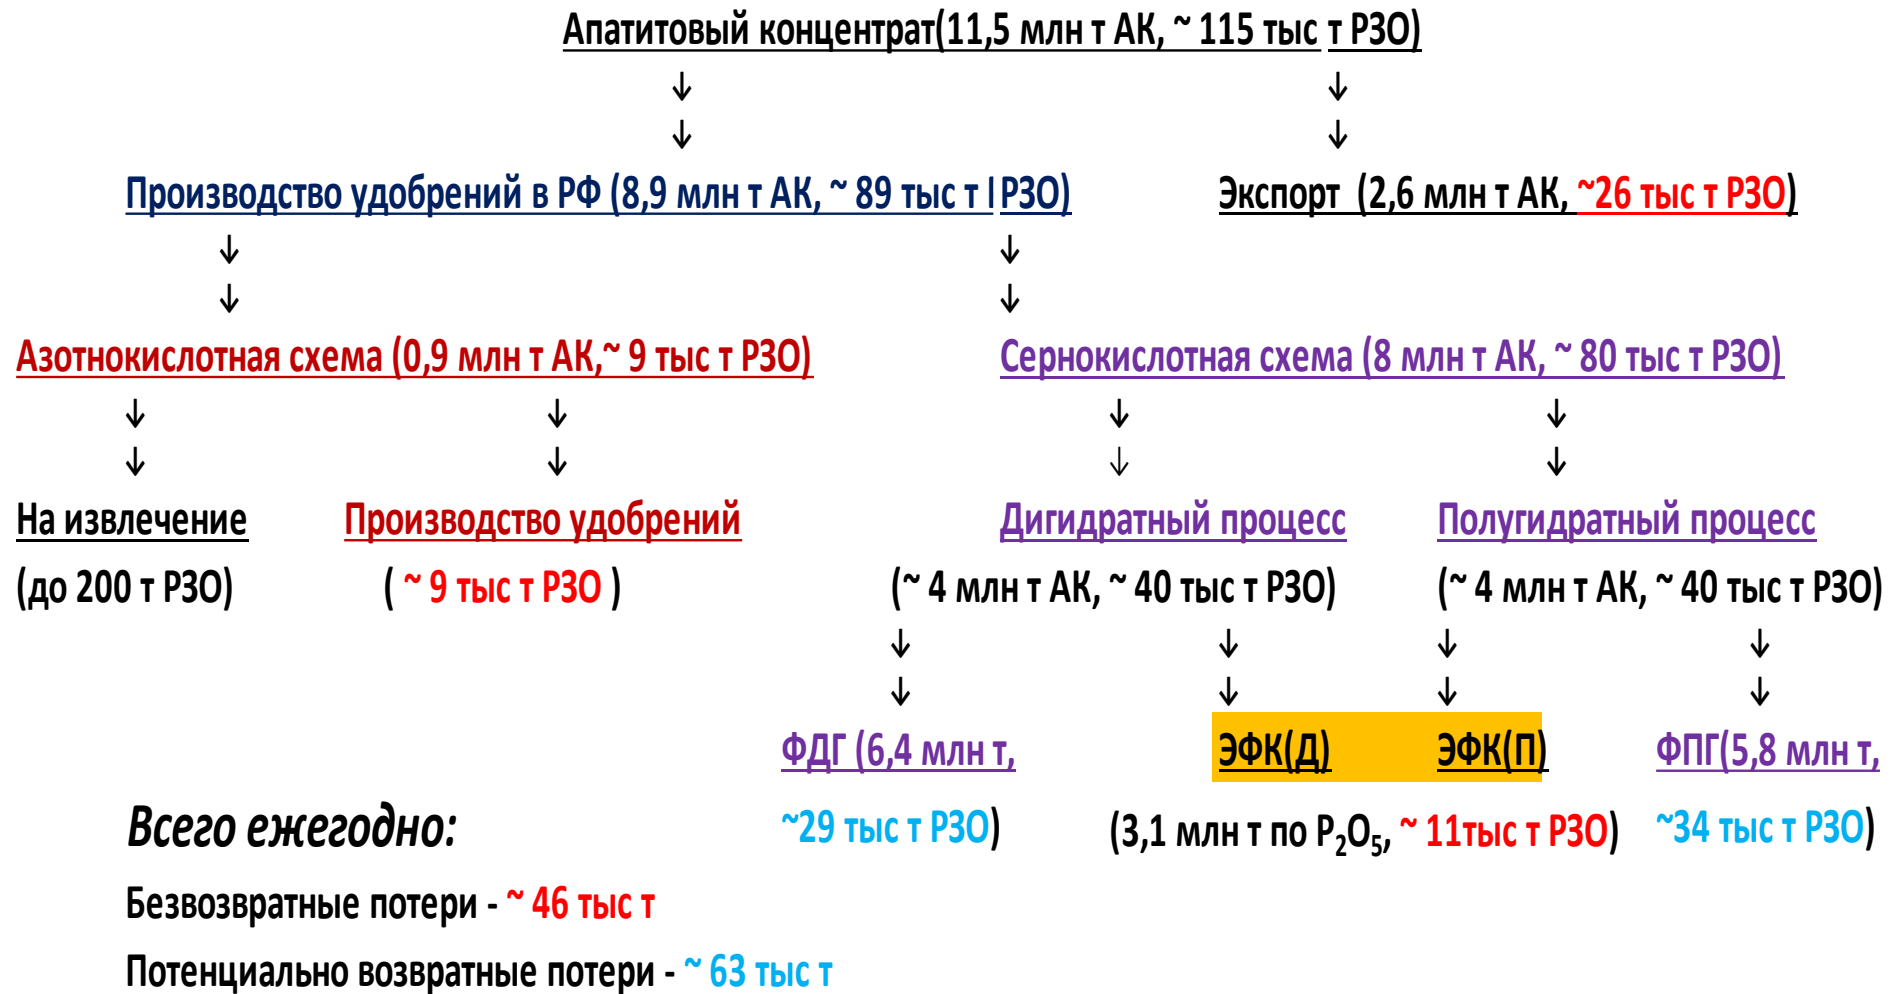 Апатитовый концентрат(11,5 млн т АК, ~ 115 тыс т РЗО)
↓ ↓
↓ ↓
Производство удобрений в РФ (8,9 млн т АК, ~ 89 тыс т I РЗО) Экспорт (2,6 млн т АК, ~26 тыс т РЗО)
↓ ↓
↓ ↓
Азотнокислотная схема (0,9 млн т АК,~ 9 тыс т РЗО) Сернокислотная схема (8 млн т АК, ~ 80 тыс т РЗО)
↓ ↓ ↓ ↓
↓ ↓ ↓ ↓
На извлечение Производство удобрений Дигидратный процесс Полугидратный процесс
(до 200 т РЗО) ( ~ 9 тыс т РЗО ) (~ 4 млн т АК, ~ 40 тыс т РЗО) (~ 4 млн т АК, ~ 40 тыс т РЗО)
↓ ↓ ↓ ↓
↓ ↓ ↓ ↓
ФДГ (6,4 млн т, ЭФК(Д) ЭФК(П) ФПГ(5,8 млн т,
~29 тыс т РЗО) (3,1 млн т по P₂O₅, ~ 11тыс т РЗО) ~34 тыс т РЗО)
Всего ежегодно:
Безвозвратные потери - ~ 46 тыс т
Потенциально возвратные потери - ~ 63 тыс т